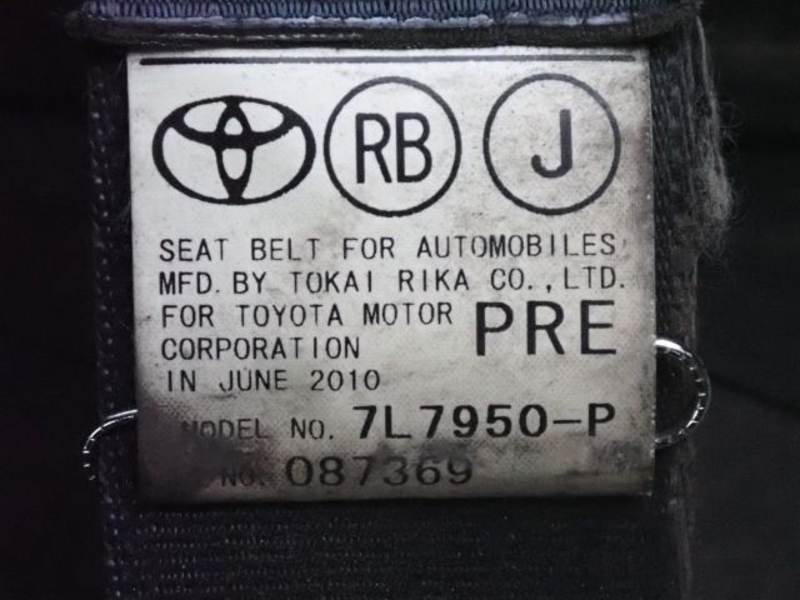 RB J
SEAT BELT FOR AUTOMOBILES
MFD. BY TOKAI RIKA CO., LTD.
FOR TOYOTA MOTOR PRE
CORPORATION
IN JUNE 2010
MODEL NO. 7L7950-P
NO. 087369